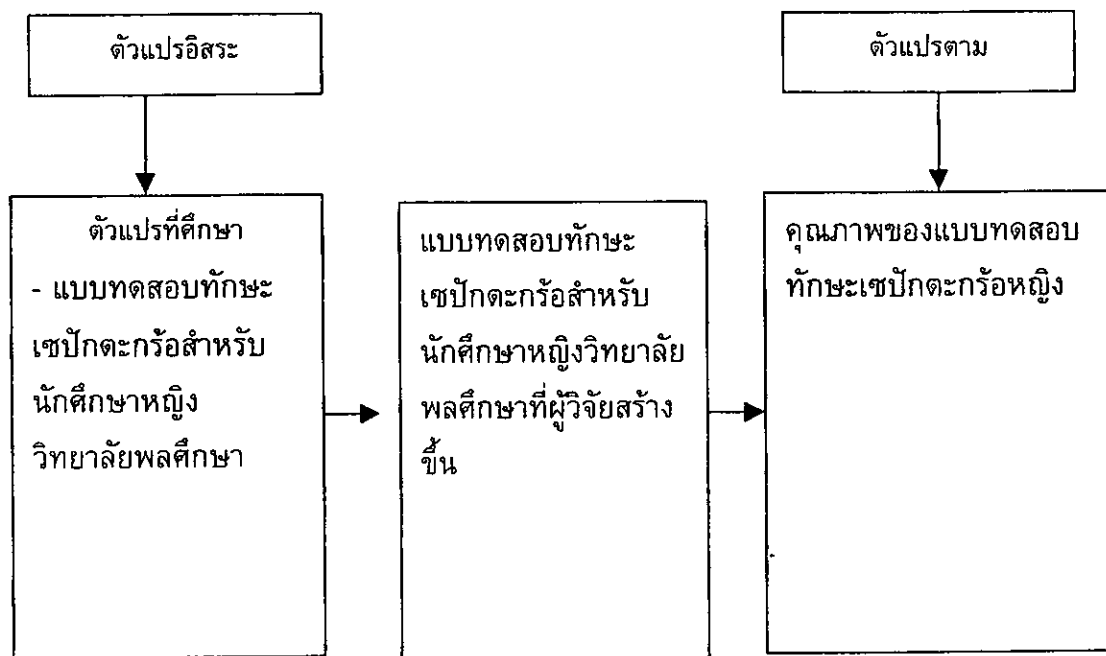 ตัวแปรอิสระ
ตัวแปรตาม
ตัวแปรที่ศึกษา
- แบบทดสอบทักษะ
เซปักตะกร้อสำหรับ
นักศึกษาหญิง
วิทยาลัยพลศึกษา
แบบทดสอบทักษะ
เซปักตะกร้อสำหรับ
นักศึกษาหญิงวิทยาลัย
พลศึกษาที่ผู้วิจัยสร้าง
ขึ้น
คุณภาพของแบบทดสอบ
ทักษะเซปักตะกร้อหญิง